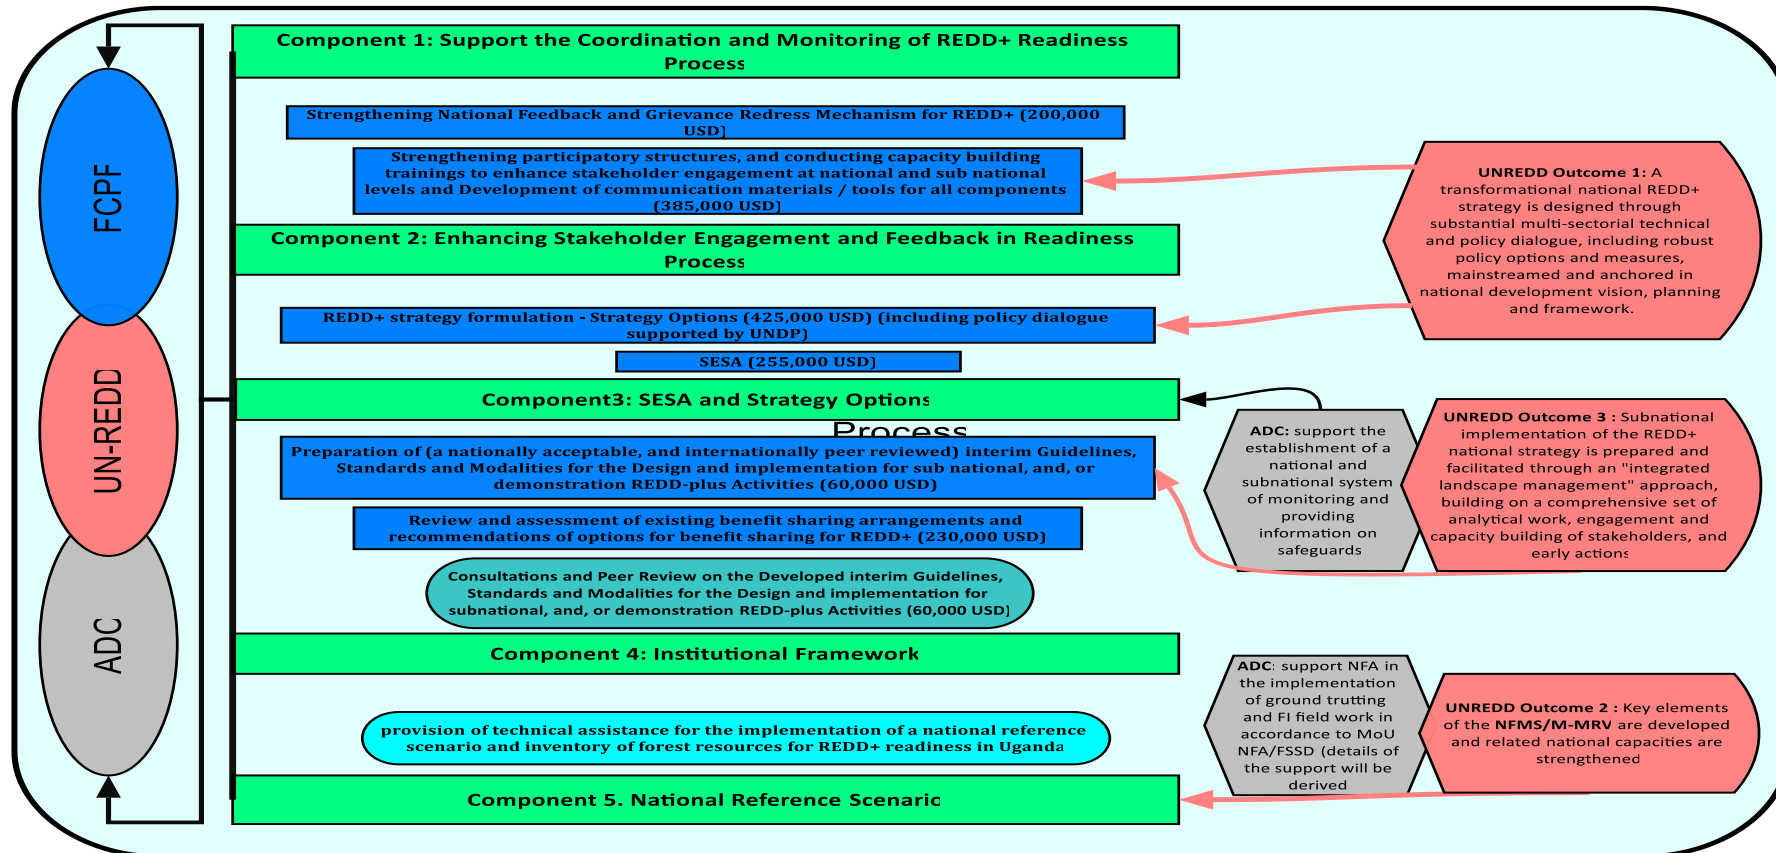 FCPF
UN-REDD
ADC
Component 1: Support the Coordination and Monitoring of REDD+ Readiness
Process
Strengthening National Feedback and Grievance Redress Mechanism for REDD+ (200,000
USD)
Strengthening participatory structures, and conducting capacity building
trainings to enhance stakeholder engagement at national and sub national
levels and Development of communication materials / tools for all components
(385,000 USD)
Component 2: Enhancing Stakeholder Engagement and Feedback in Readiness
Process
REDD+ strategy formulation - Strategy Options (425,000 USD) (including policy dialogue
supported by UNDP)
SESA (255,000 USD)
Component3: SESA and Strategy Options
Process
Preparation of (a nationally acceptable, and internationally peer reviewed) interim Guidelines,
Standards and Modalities for the Design and implementation for sub national, and, or
demonstration REDD-plus Activities (60,000 USD)
Review and assessment of existing benefit sharing arrangements and
recommendations of options for benefit sharing for REDD+ (230,000 USD)
Consultations and Peer Review on the Developed interim Guidelines,
Standards and Modalities for the Design and implementation for
subnational, and, or demonstration REDD-plus Activities (60,000 USD)
Component 4: Institutional Framework
provision of technical assistance for the implementation of a national reference
scenario and inventory of forest resources for REDD+ readiness in Uganda
Component 5. National Reference Scenario
UNREDD Outcome 1: A
transformational national REDD+
strategy is designed through
substantial multi-sectorial technical
and policy dialogue, including robust
policy options and measures,
mainstreamed and anchored in
national development vision, planning
and framework.
ADC: support the
establishment of a
national and
subnational system
of monitoring and
providing
information on
safeguards
UNREDD Outcome 3 : Subnational
implementation of the REDD+
national strategy is prepared and
facilitated through an "integrated
landscape management" approach,
building on a comprehensive set of
analytical work, engagement and
capacity building of stakeholders, and
early actions
ADC: support NFA in
the implementation
of ground trutting
and FI field work in
accordance to MoU
NFA/FSSD (details of
the support will be
derived
UNREDD Outcome 2 : Key elements
of the NFMS/M-MRV are developed
and related national capacities are
strengthened